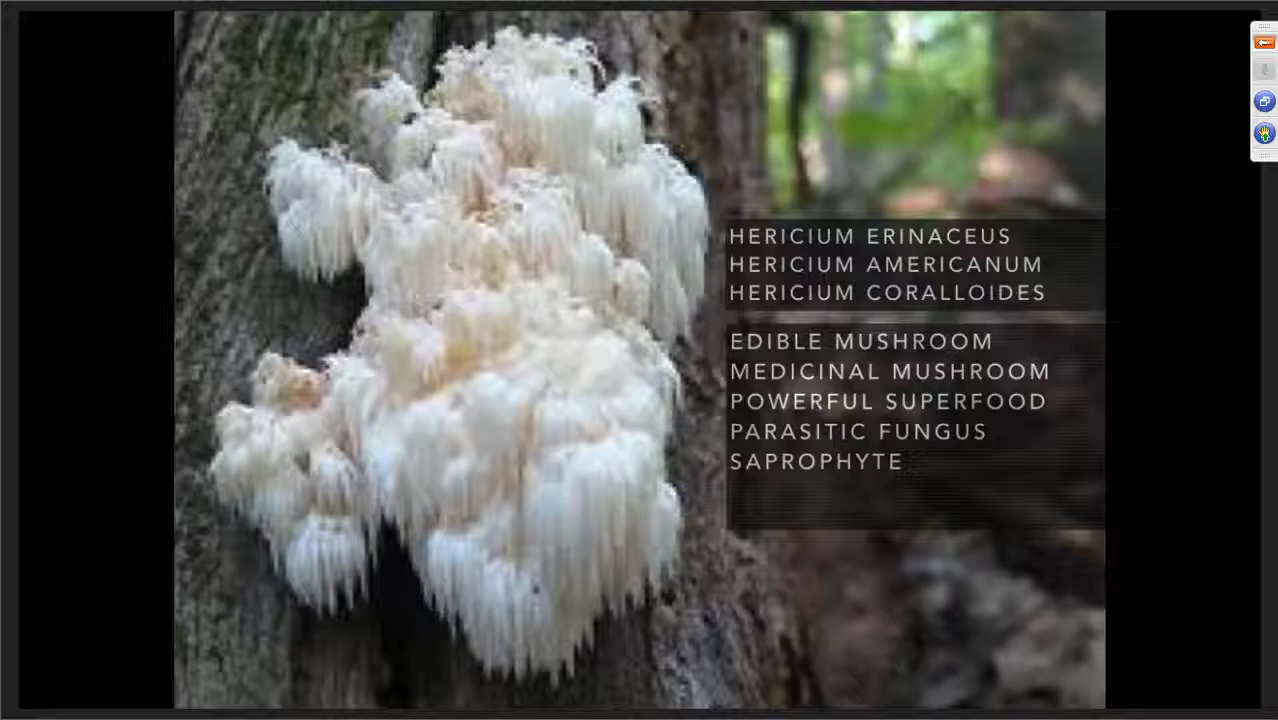 HERICIUM ERINACEUS
HERICIUM AMERICANUM
HERICIUM CORALLOIDES
EDIBLE MUSHROOM
MEDICINAL MUSHROOM
POWERFUL SUPERFOOD
PARASITIC FUNGUS
SAPROPHYTE